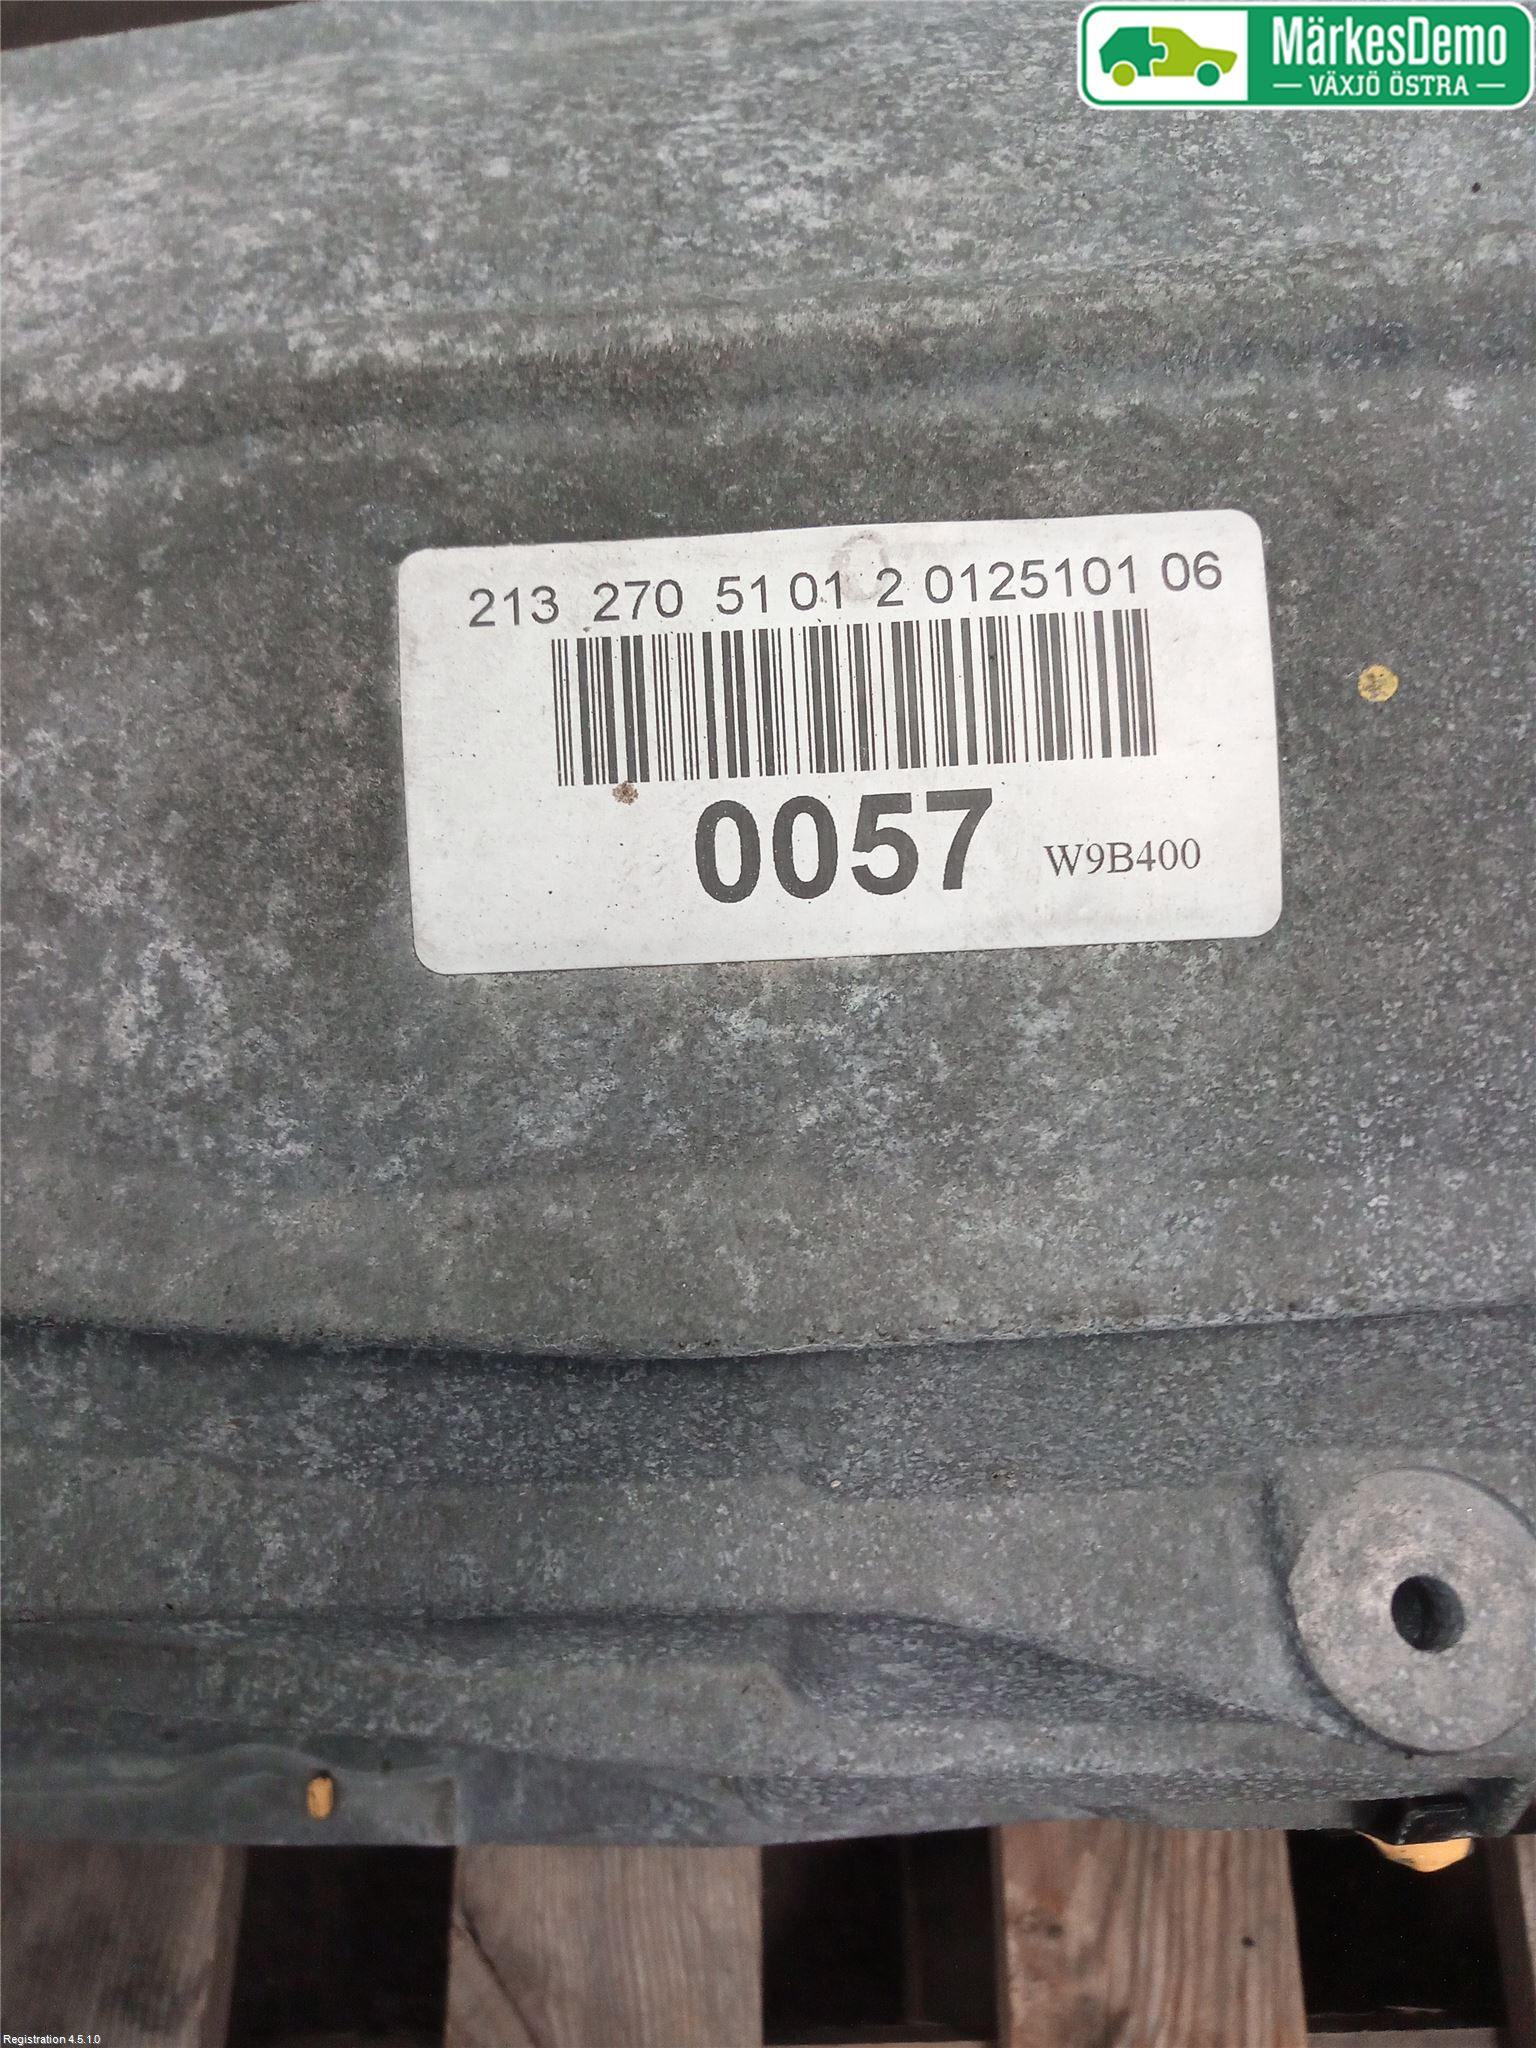 MärkesDemo
VÄXJÖ ÖSTRA
213 270 51 01 2 0125101 06
0057 W9B400
Registration 4.5.1.0